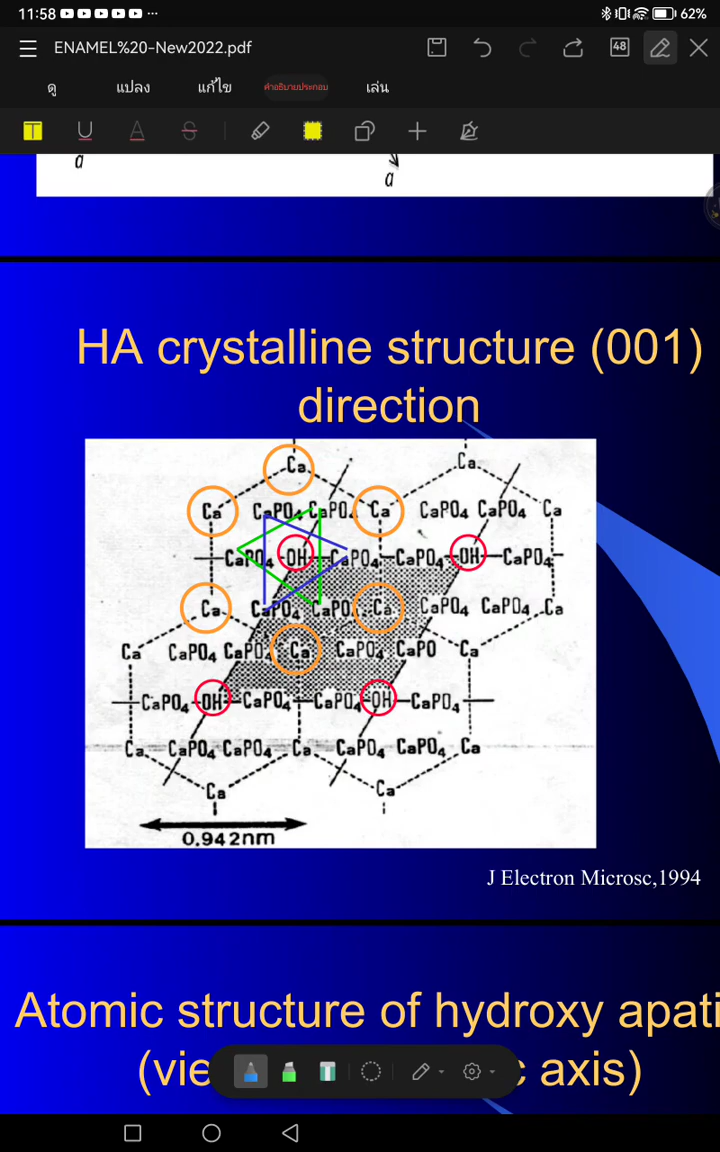 11:58
62%
ENAMEL%20-New2022.pdf
48
ดู แปลง แก้ไข คำอธิบายประกอบ เล่น
T U A S
a
a
HA crystalline structure (001)
direction
Ca Ca
Ca CaPO4 CaPO4 Ca CaPO4 CaPO4 Ca
CaPO4 OH CaPO4 CaPO4 OH CaPO4
Ca CaPO4 CaPO4 Ca CaPO4 CaPO4 Ca
Ca CaPO4 CaPO4 Ca CaPO4 CaPO Ca
CaPO4 OH CaPO4 CaPO4 OH CaPO4
Ca CaPO4 CaPO4 Ca CaPO4 CaPO4 Ca
Ca Ca
0.942nm
J Electron Microsc,1994
Atomic structure of hydroxy apati
(vie c axis)